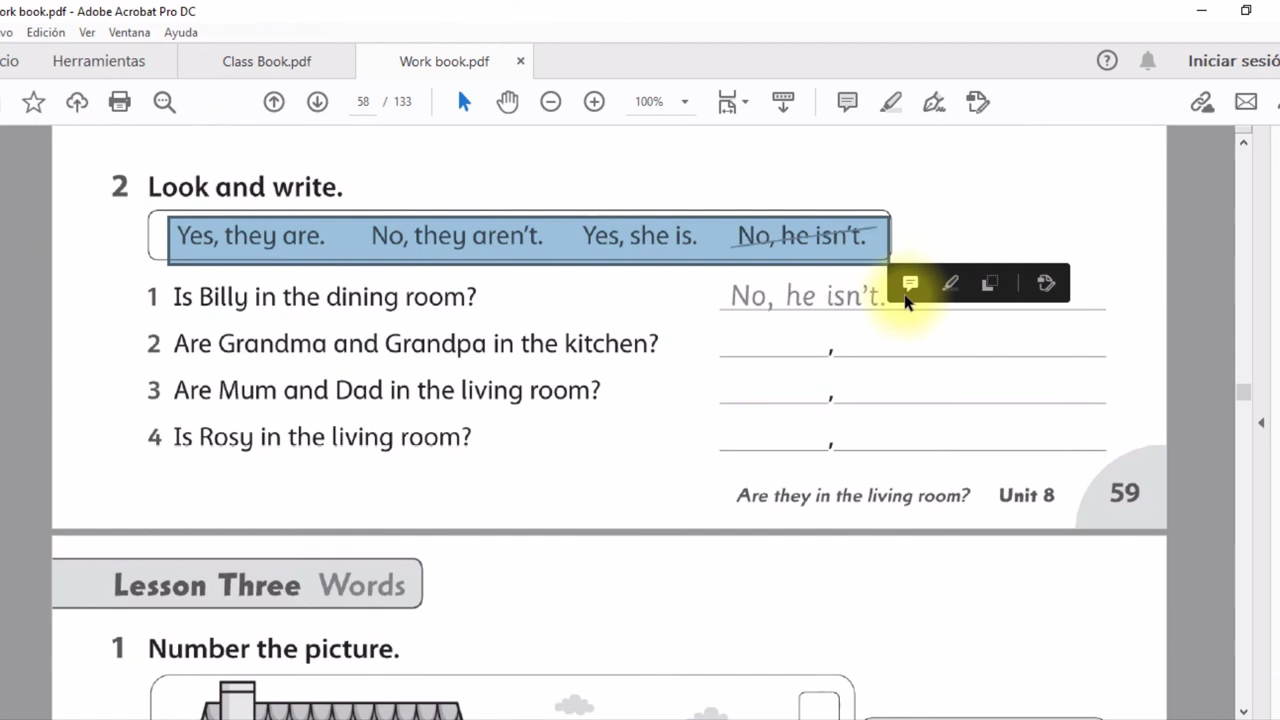 ork book.pdf - Adobe Acrobat Pro DC
vo Edición Ver Ventana Ayuda
cio Herramientas Class Book.pdf Work book.pdf × Iniciar sesió
58 / 133 100%
2 Look and write.
Yes, they are. No, they aren't. Yes, she is. No, he isn't.
1 Is Billy in the dining room? No, he isn't.
2 Are Grandma and Grandpa in the kitchen? ,
3 Are Mum and Dad in the living room? ,
4 Is Rosy in the living room? ,
Are they in the living room? Unit 8 59
Lesson Three Words
1 Number the picture.